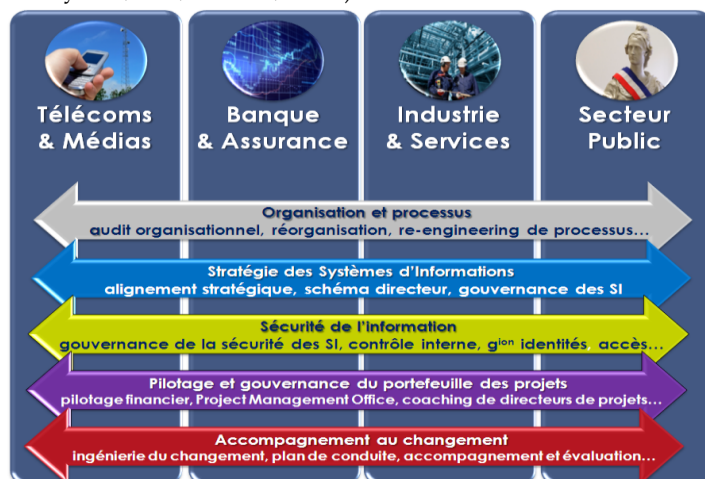 Télécoms
& Médias
Banque
& Assurance
Industrie
& Services
Secteur
Public
Organisation et processus
audit organisationnel, réorganisation, re-engineering de processus...
Stratégie des Systèmes d'Informations
alignement stratégique, schéma directeur, gouvernance des SI
Sécurité de l'information
gouvernance de la sécurité des SI, contrôle interne, gⁱᵒⁿ identités, accès...
Pilotage et gouvernance du portefeuille des projets
pilotage financier, Project Management Office, coaching de directeurs de projets...
Accompagnement au changement
ingénierie du changement, plan de conduite, accompagnement et évaluation...